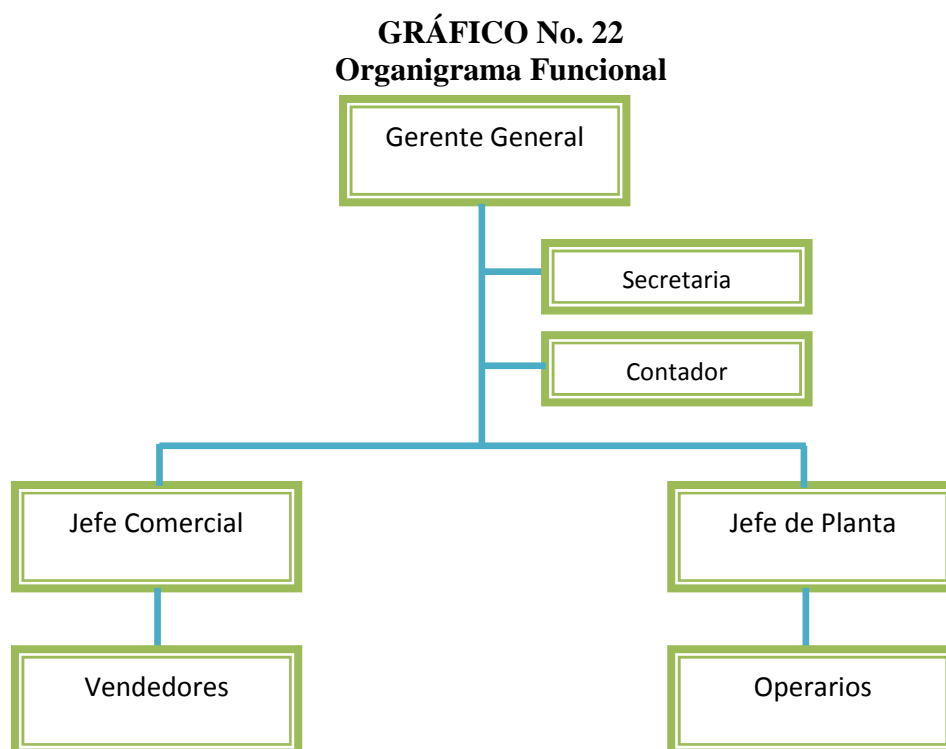 GRÁFICO No. 22
Organigrama Funcional
Gerente General
Secretaria
Contador
Jefe Comercial
Jefe de Planta
Vendedores
Operarios